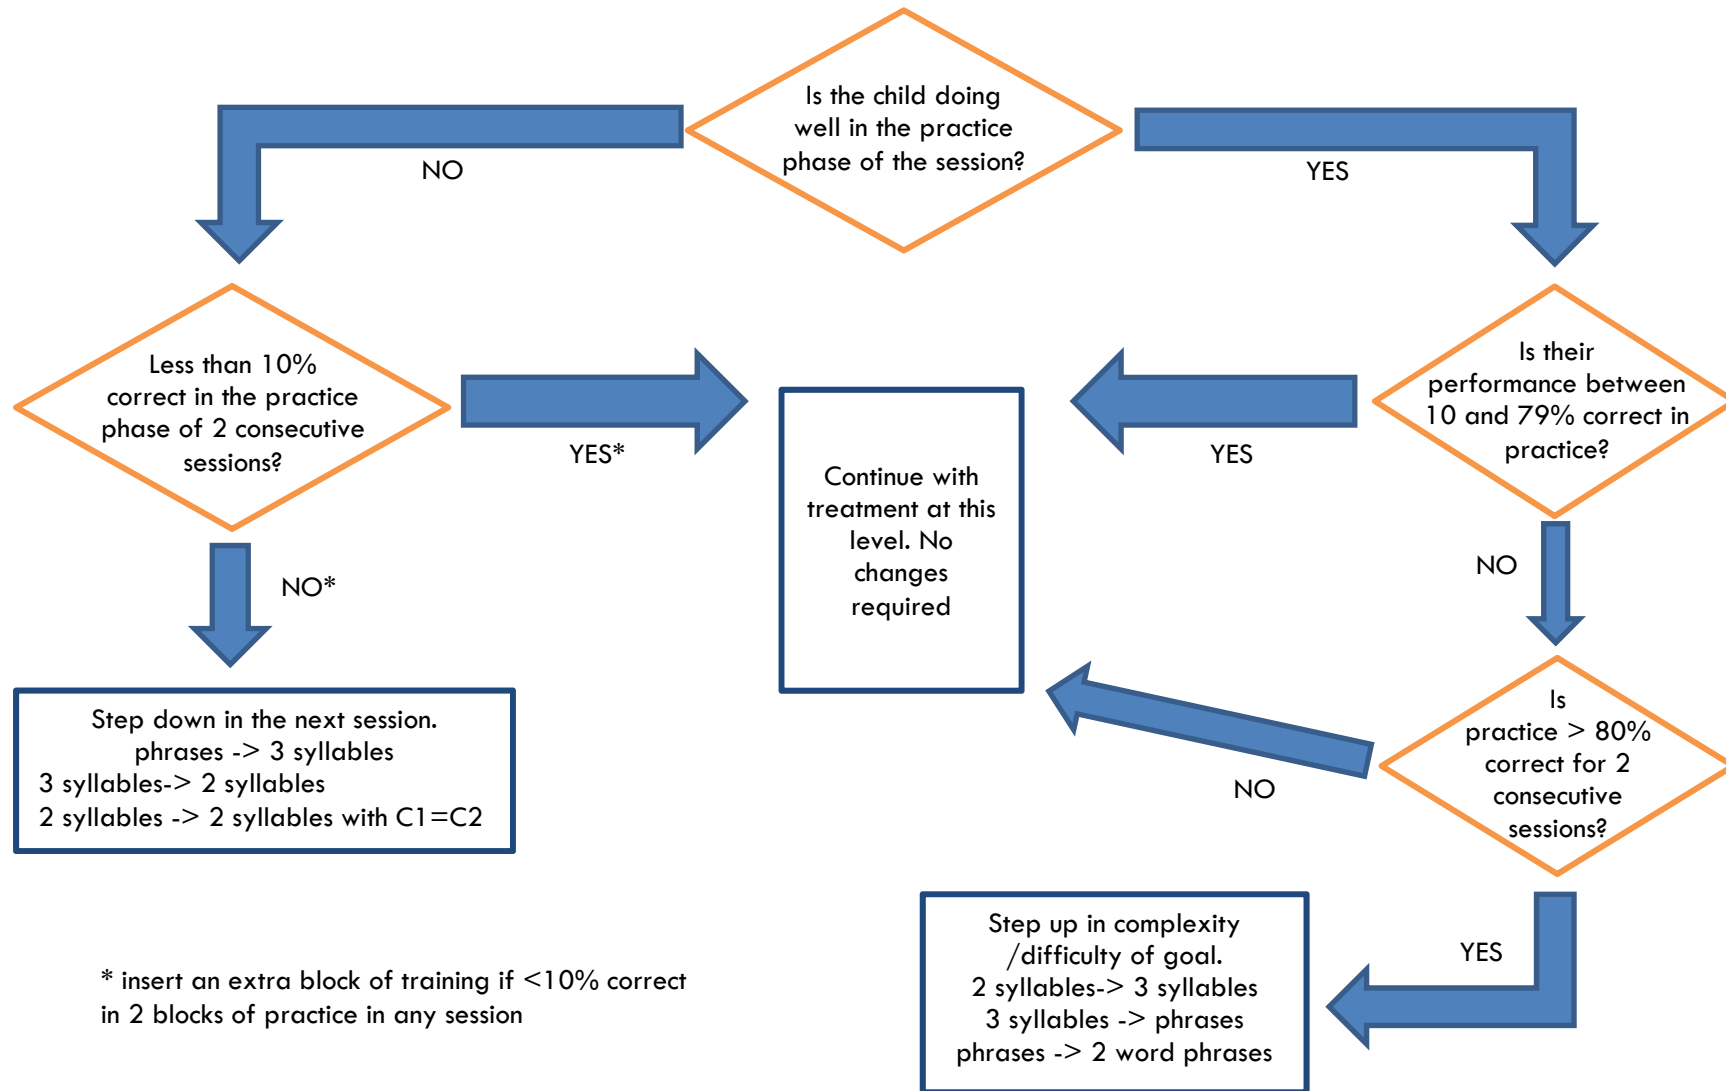 Is the child doing
well in the practice
phase of the session?
NO
YES
Less than 10%
correct in the practice
phase of 2 consecutive
sessions?
YES*
NO*
Step down in the next session.
phrases -> 3 syllables
3 syllables-> 2 syllables
2 syllables -> 2 syllables with C1=C2
Continue with
treatment at this
level. No
changes
required
Is their
performance between
10 and 79% correct in
practice?
YES
NO
Is
practice > 80%
correct for 2
consecutive
sessions?
NO
YES
Step up in complexity
/difficulty of goal.
2 syllables-> 3 syllables
3 syllables -> phrases
phrases -> 2 word phrases
* insert an extra block of training if <10% correct
in 2 blocks of practice in any session